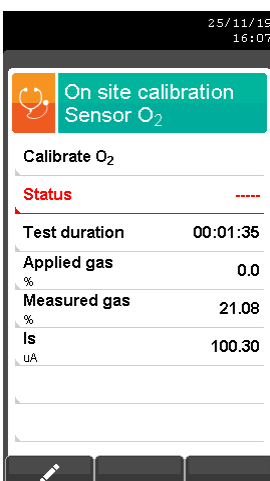 25/11/19
16:07
On site calibration
Sensor O₂
Calibrate O₂
Status -----
Test duration 00:01:35
Applied gas 0.0
%
Measured gas 21.08
%
Is 100.30
uA